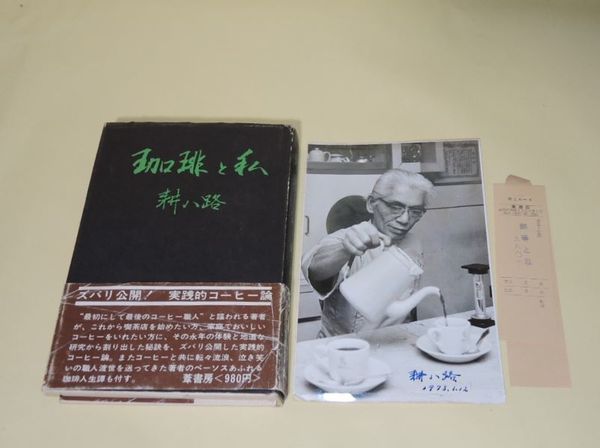 珈琲と私
耕八路
ズバリ公開! 実践的コーヒー論
“最初にして最後のコーヒー職人”と謳われる著者
が、これから喫茶店を始めたい方、家庭でおいしい
コーヒーをいれたい方に、その永年の体験と地道な
研究から割り出した秘訣を、ズバリ公開した実践的
コーヒー論。またコーヒーと共に転々流浪、泣き笑
いの職人渡世を送ってきた著者のペーソスあふれる
珈琲人生譚も付す。
葦書房<980円>
耕八路
1973.1.12